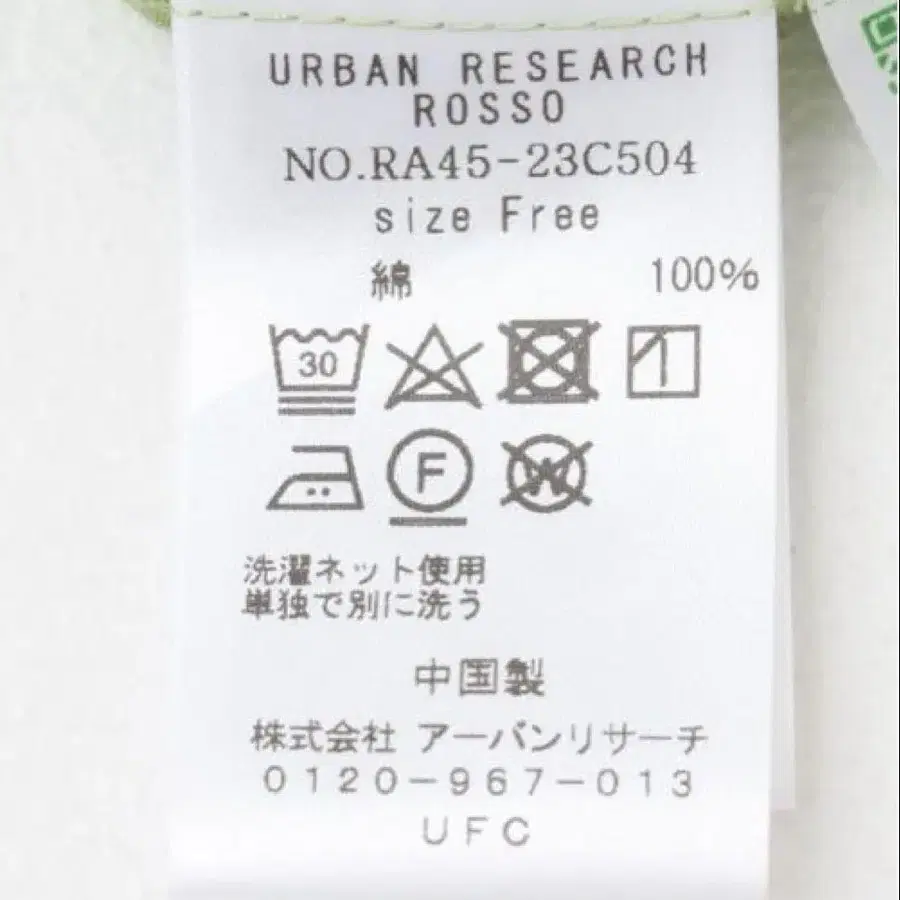 URBAN RESEARCH
ROSSO
NO.RA45-23C504
size Free
綿 100%
30
F
W
洗濯ネット使用
単独で別に洗う
中国製
株式会社 アーバンリサーチ
0120-967-013
UFC